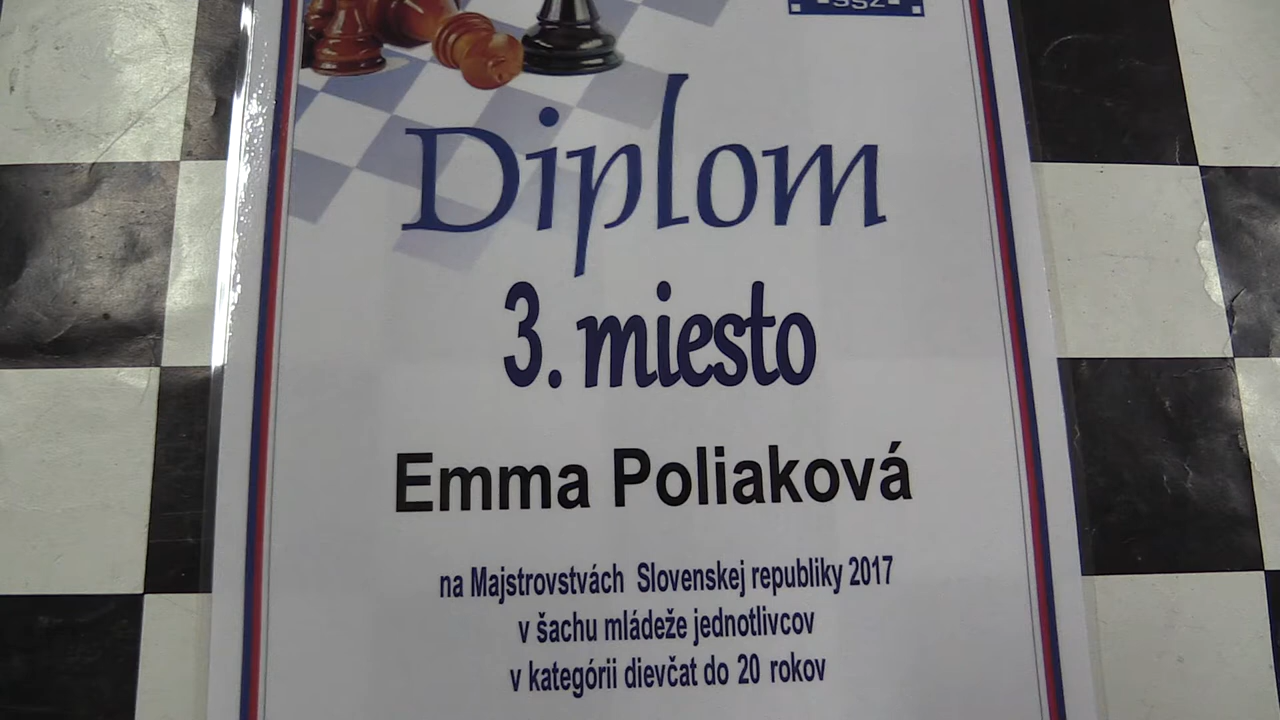 Diplom
3. miesto
Emma Poliaková
na Majstrovstvách Slovenskej republiky 2017
v šachu mládeže jednotlivcov
v kategórii dievčat do 20 rokov